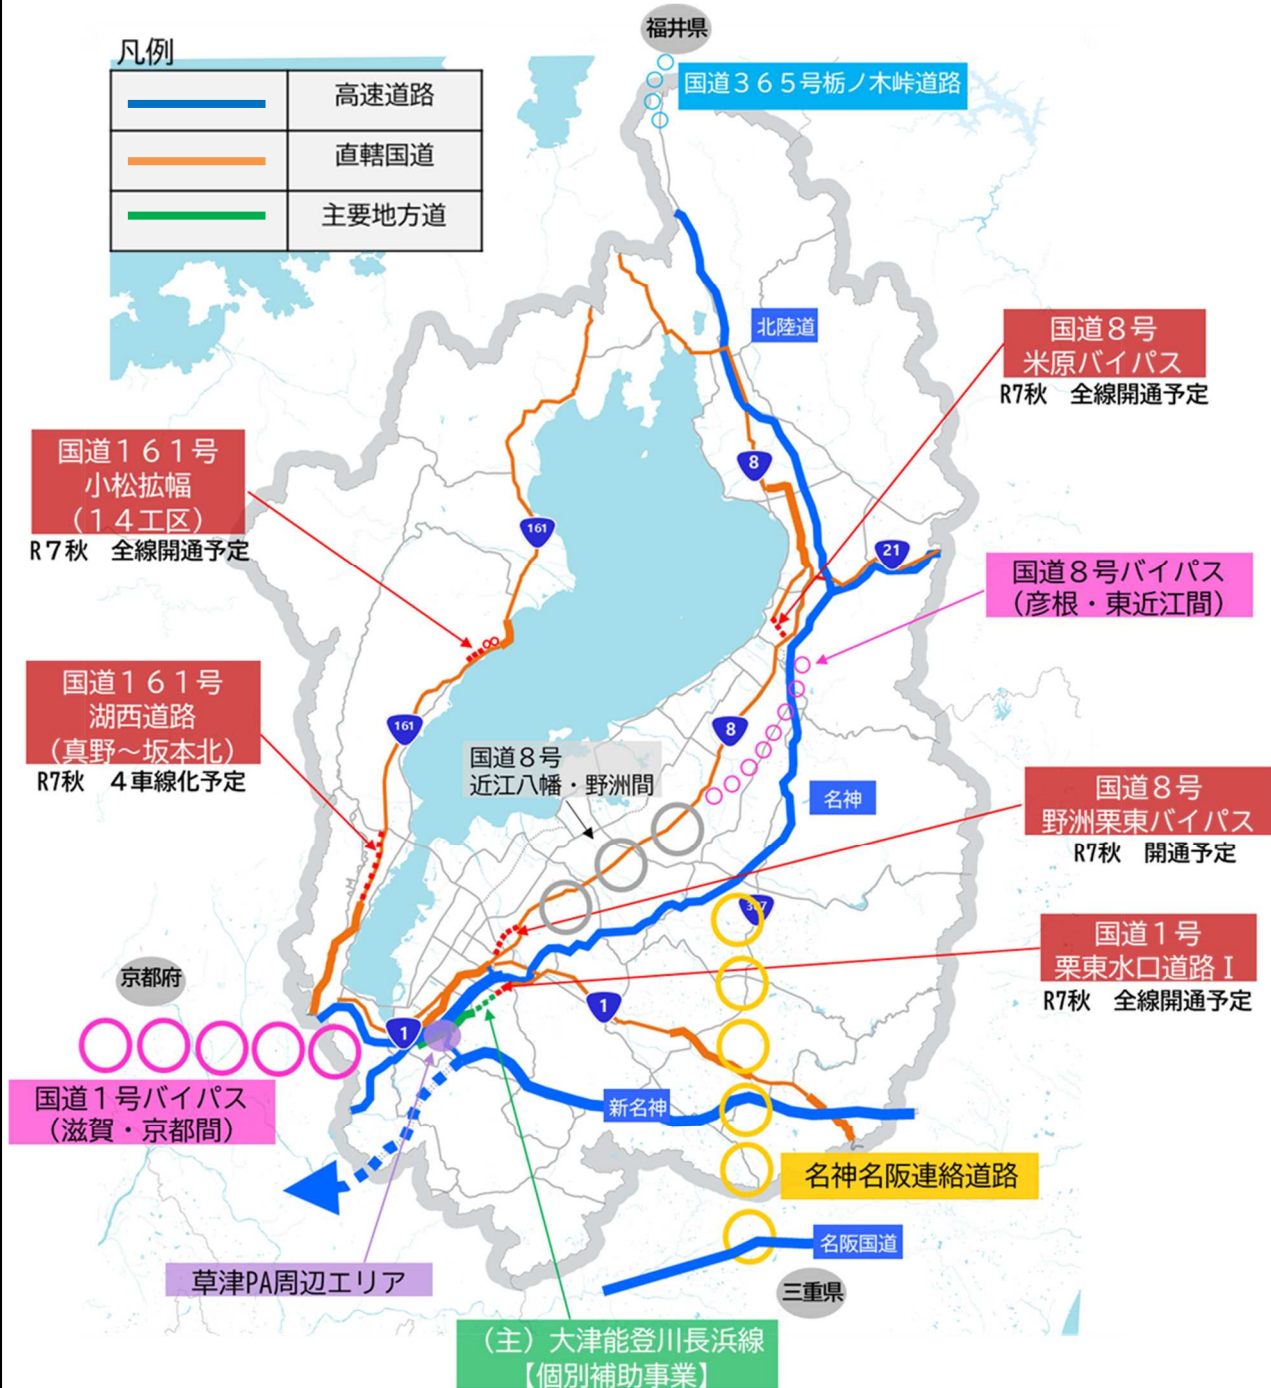 福井県
国道３６５号栃ノ木峠道路
凡例
高速道路
直轄国道
主要地方道
北陸道
国道８号
米原バイパス
R7秋　全線開通予定
国道１６１号
小松拡幅
（１４工区）
R７秋　全線開通予定
8
161
21
国道８号バイパス
（彦根・東近江間）
国道１６１号
湖西道路
（真野～坂本北）
R7秋　４車線化予定
161
8
国道８号
近江八幡・野洲間
名神
国道８号
野洲栗東バイパス
R7秋　開通予定
国道１号
栗東水口道路Ⅰ
R7秋　全線開通予定
京都府
1
1
国道１号バイパス
（滋賀・京都間）
新名神
名神名阪連絡道路
名阪国道
草津PA周辺エリア
三重県
（主）大津能登川長浜線
【個別補助事業】